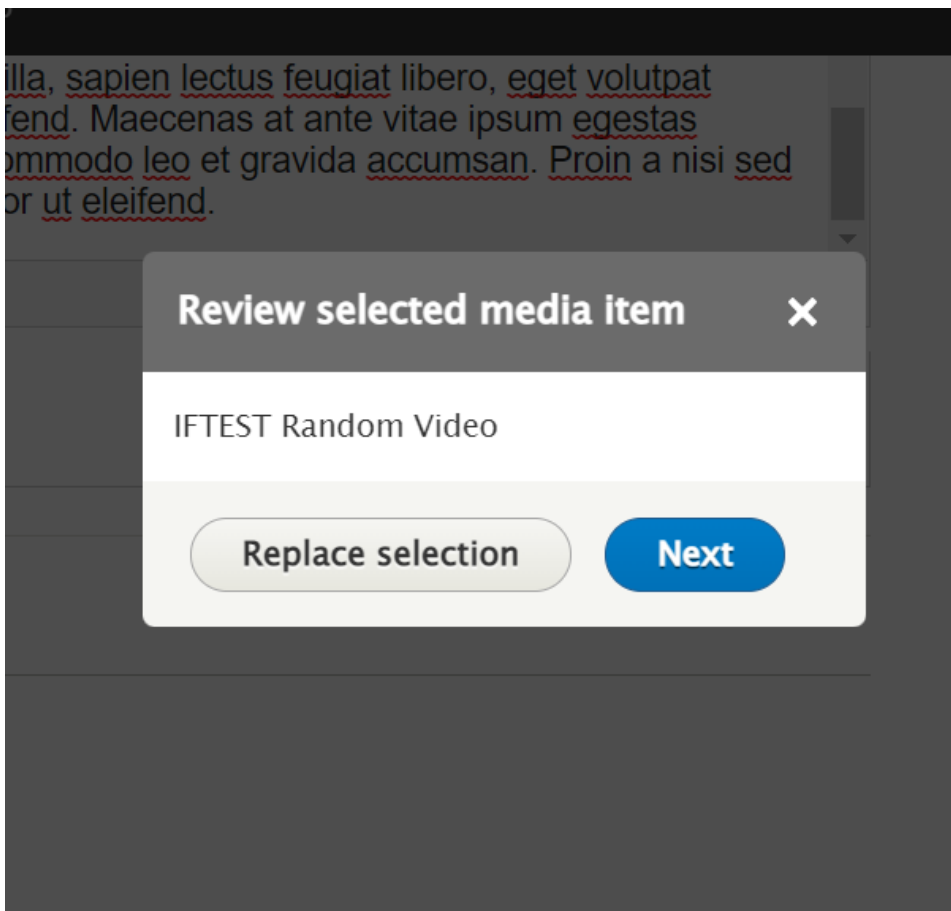 illa, sapien lectus feugiat libero, eget volutpat
fend. Maecenas at ante vitae ipsum egestas
ommodo leo et gravida accumsan. Proin a nisi sed
or ut eleifend.
Review selected media item
IFTEST Random Video
Replace selection Next